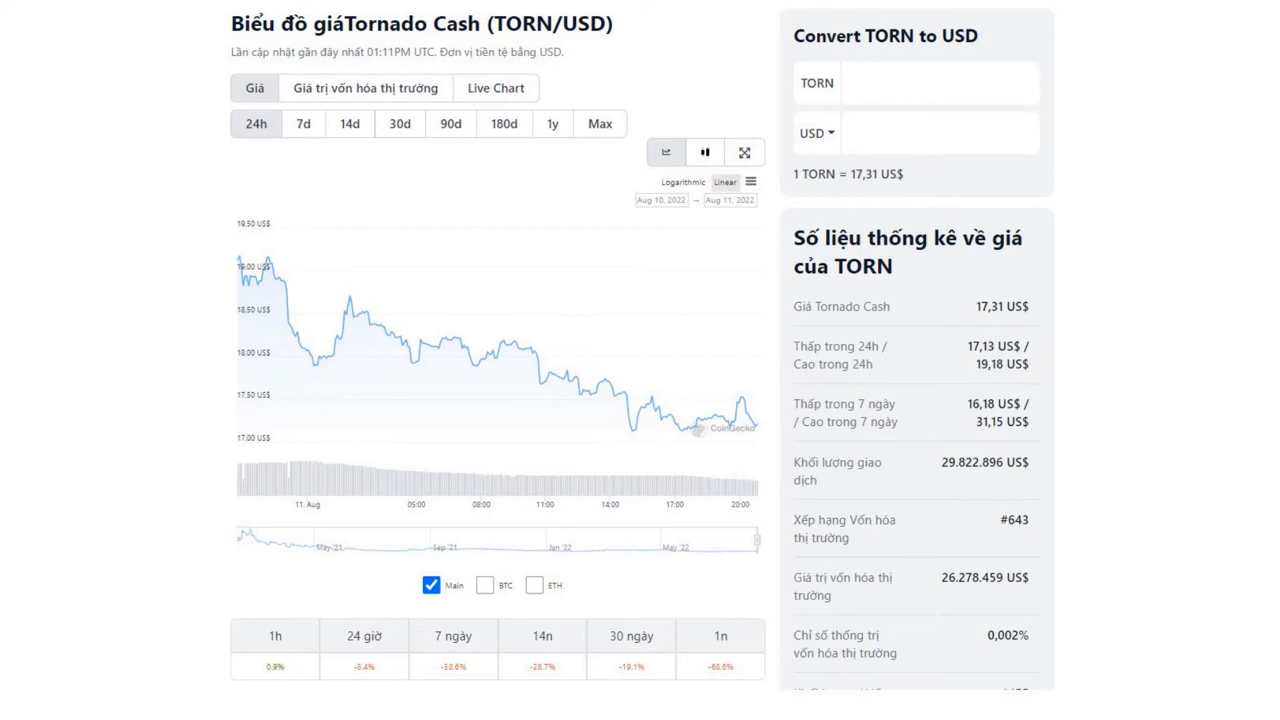 Biểu đồ giáTornado Cash (TORN/USD)
Lần cập nhật gần đây nhất 01:11PM UTC. Đơn vị tiền tệ bằng USD.
Giá Giá trị vốn hóa thị trường Live Chart
24h 7d 14d 30d 90d 180d 1y Max
Logarithmic Linear
Aug 10, 2022 → Aug 11, 2022
19,50 US$
19,00 US$
18,50 US$
18,00 US$
17,50 US$
17,00 US$
CoinGecko
11. Aug 05:00 08:00 11:00 14:00 17:00 20:00
May '21 Sep '21 Jan '22 May '22
Main BTC ETH
1h 24 giờ 7 ngày 14n 30 ngày 1n
0.9% -8.4% -38.6% -28.7% -19.1% -68.6%
Convert TORN to USD
TORN
USD
1 TORN = 17,31 US$
Số liệu thống kê về giá
của TORN
Giá Tornado Cash 17,31 US$
Thấp trong 24h / 17,13 US$ /
Cao trong 24h 19,18 US$
Thấp trong 7 ngày 16,18 US$ /
/ Cao trong 7 ngày 31,15 US$
Khối lượng giao 29.822.896 US$
dịch
Xếp hạng Vốn hóa #643
thị trường
Giá trị vốn hóa thị 26.278.459 US$
trường
Chỉ số thống trị 0,002%
vốn hóa thị trường